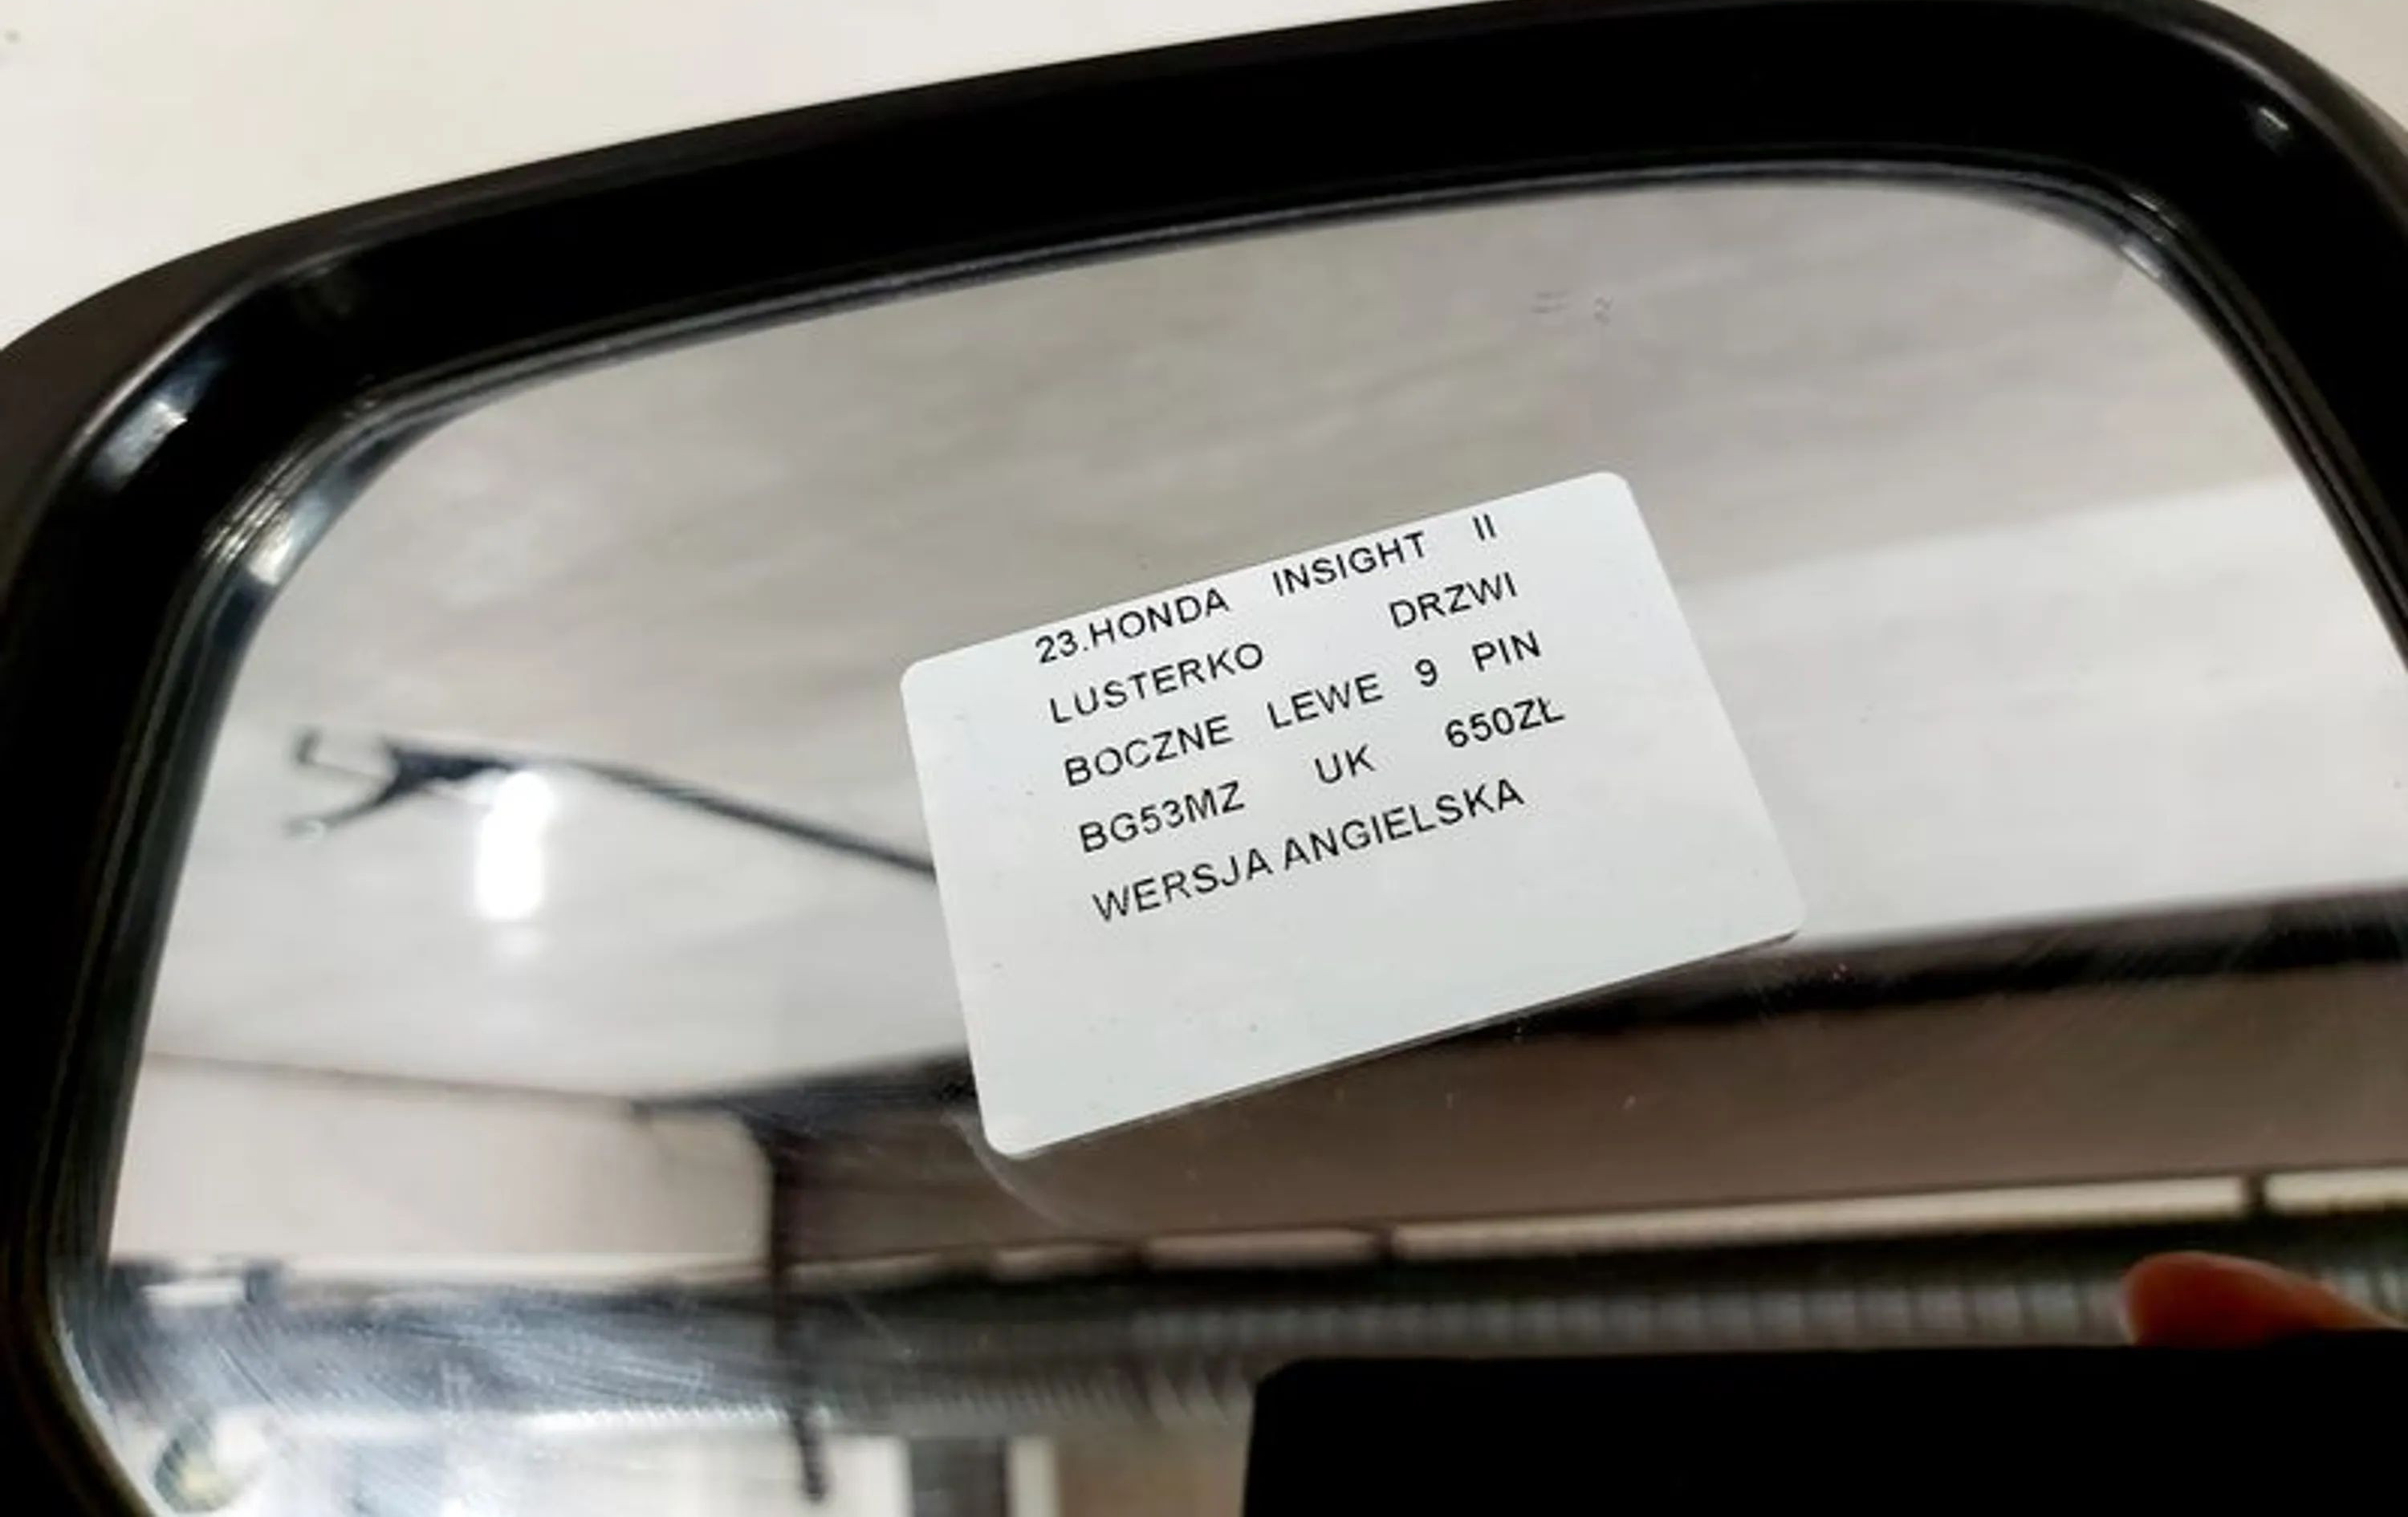 23.HONDA INSIGHT II
LUSTERKO DRZWI
BOCZNE LEWE 9 PIN
BG53MZ UK 650ZŁ
WERSJA ANGIELSKA